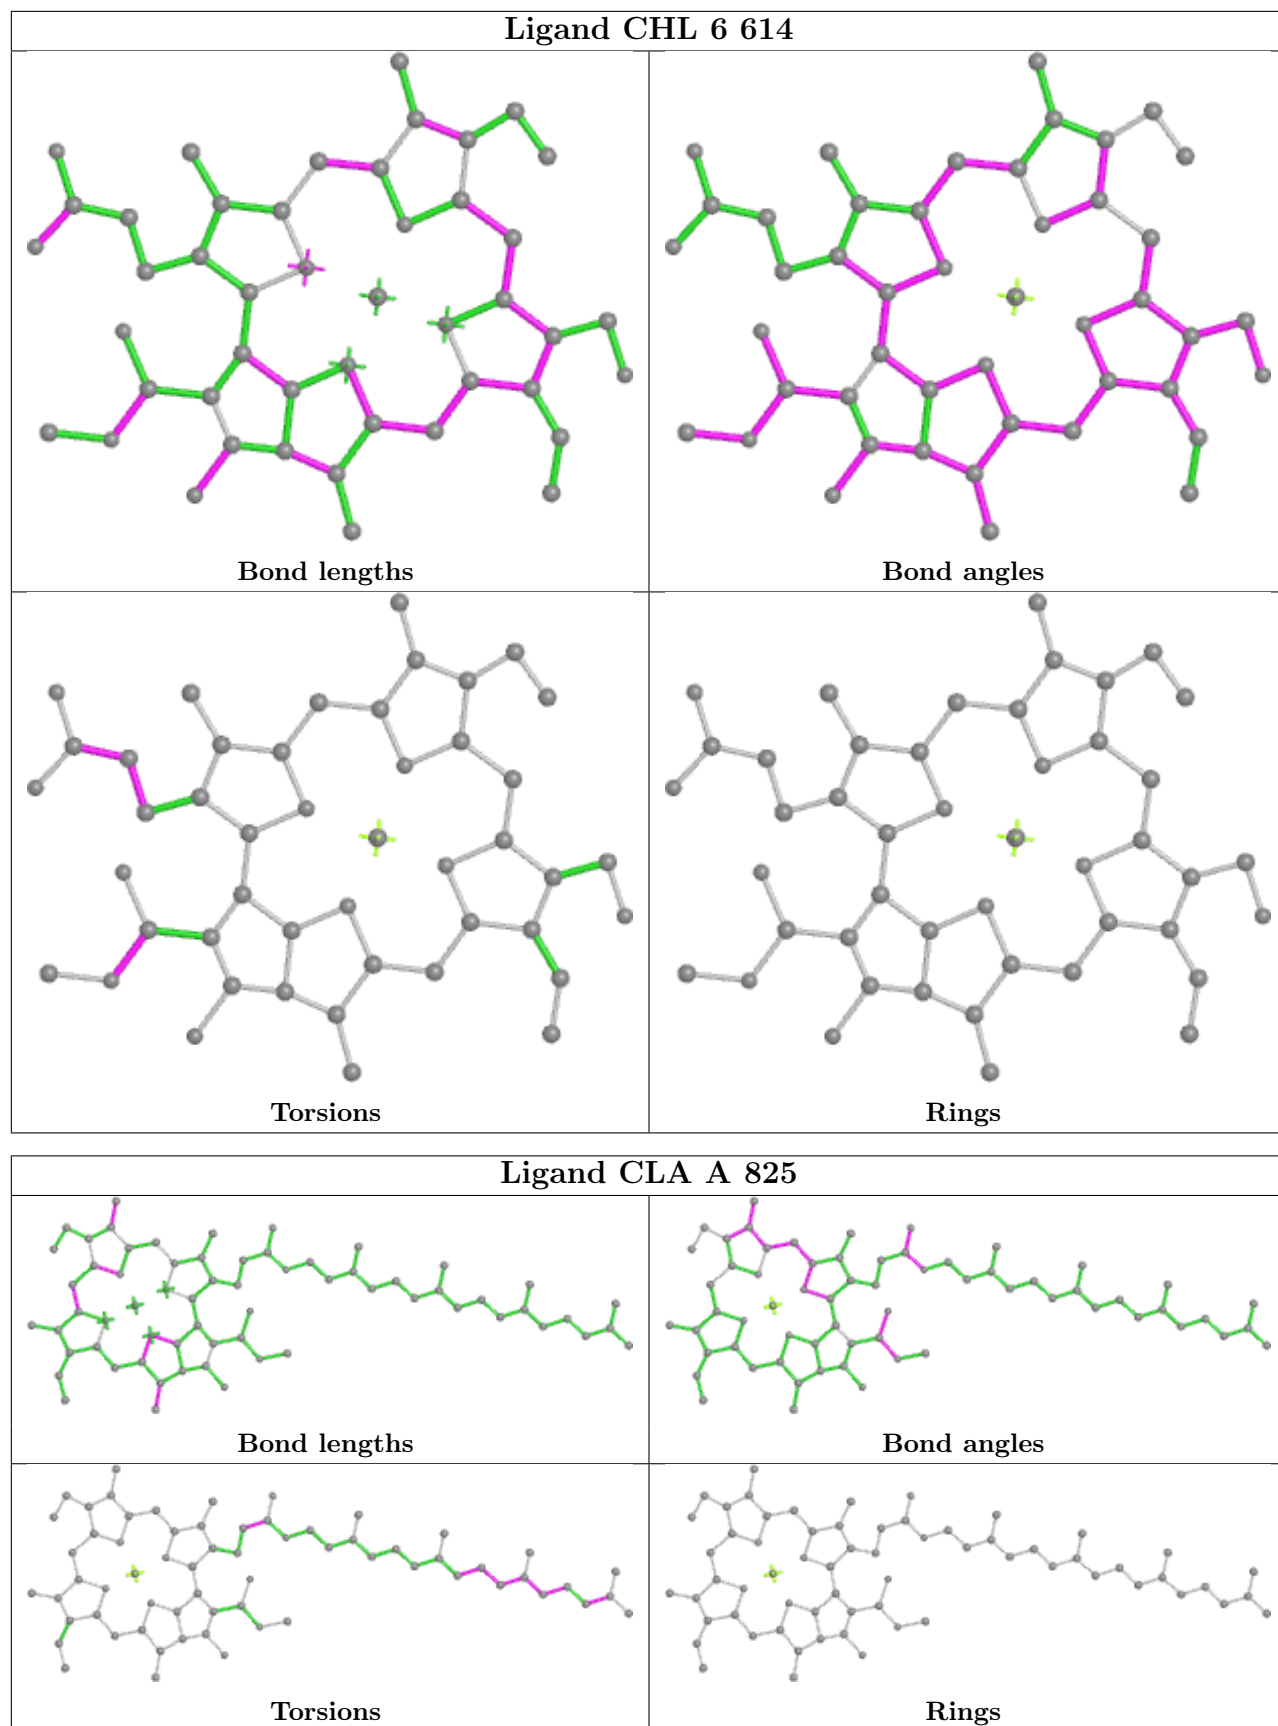 Ligand CHL 6 614
Bond lengths
Bond angles
Torsions
Rings
Ligand CLA A 825
Bond lengths
Bond angles
Torsions
Rings